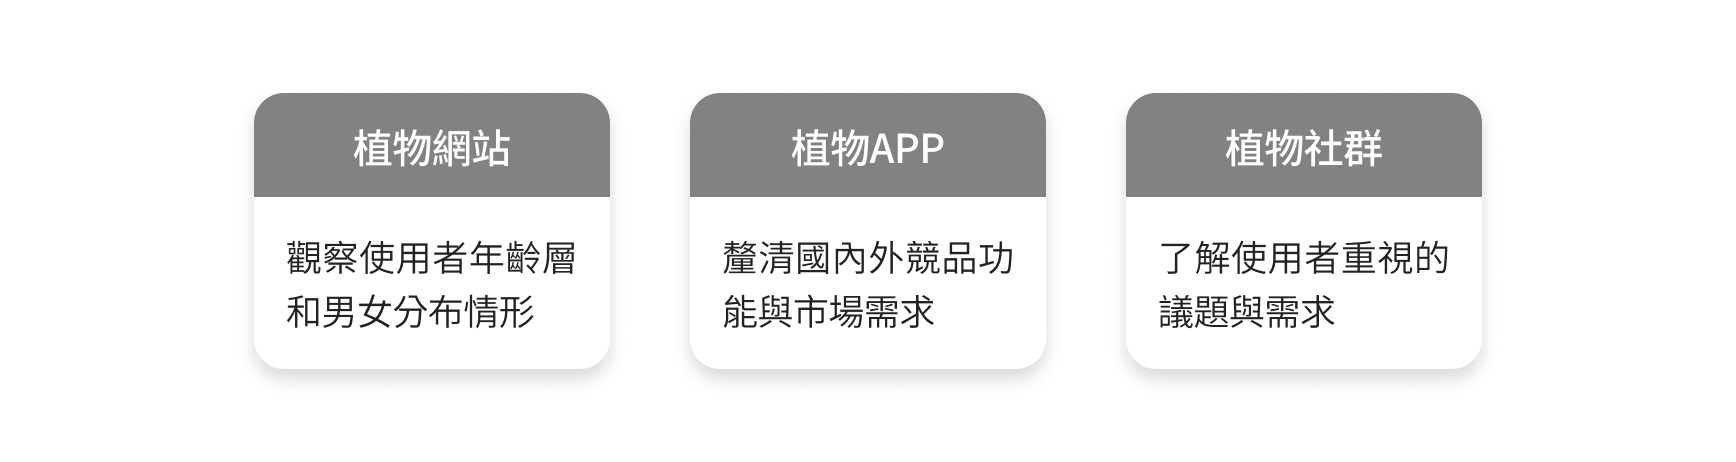 植物網站
觀察使用者年齡層
和男女分布情形
植物APP
釐清國內外競品功
能與市場需求
植物社群
了解使用者重視的
議題與需求